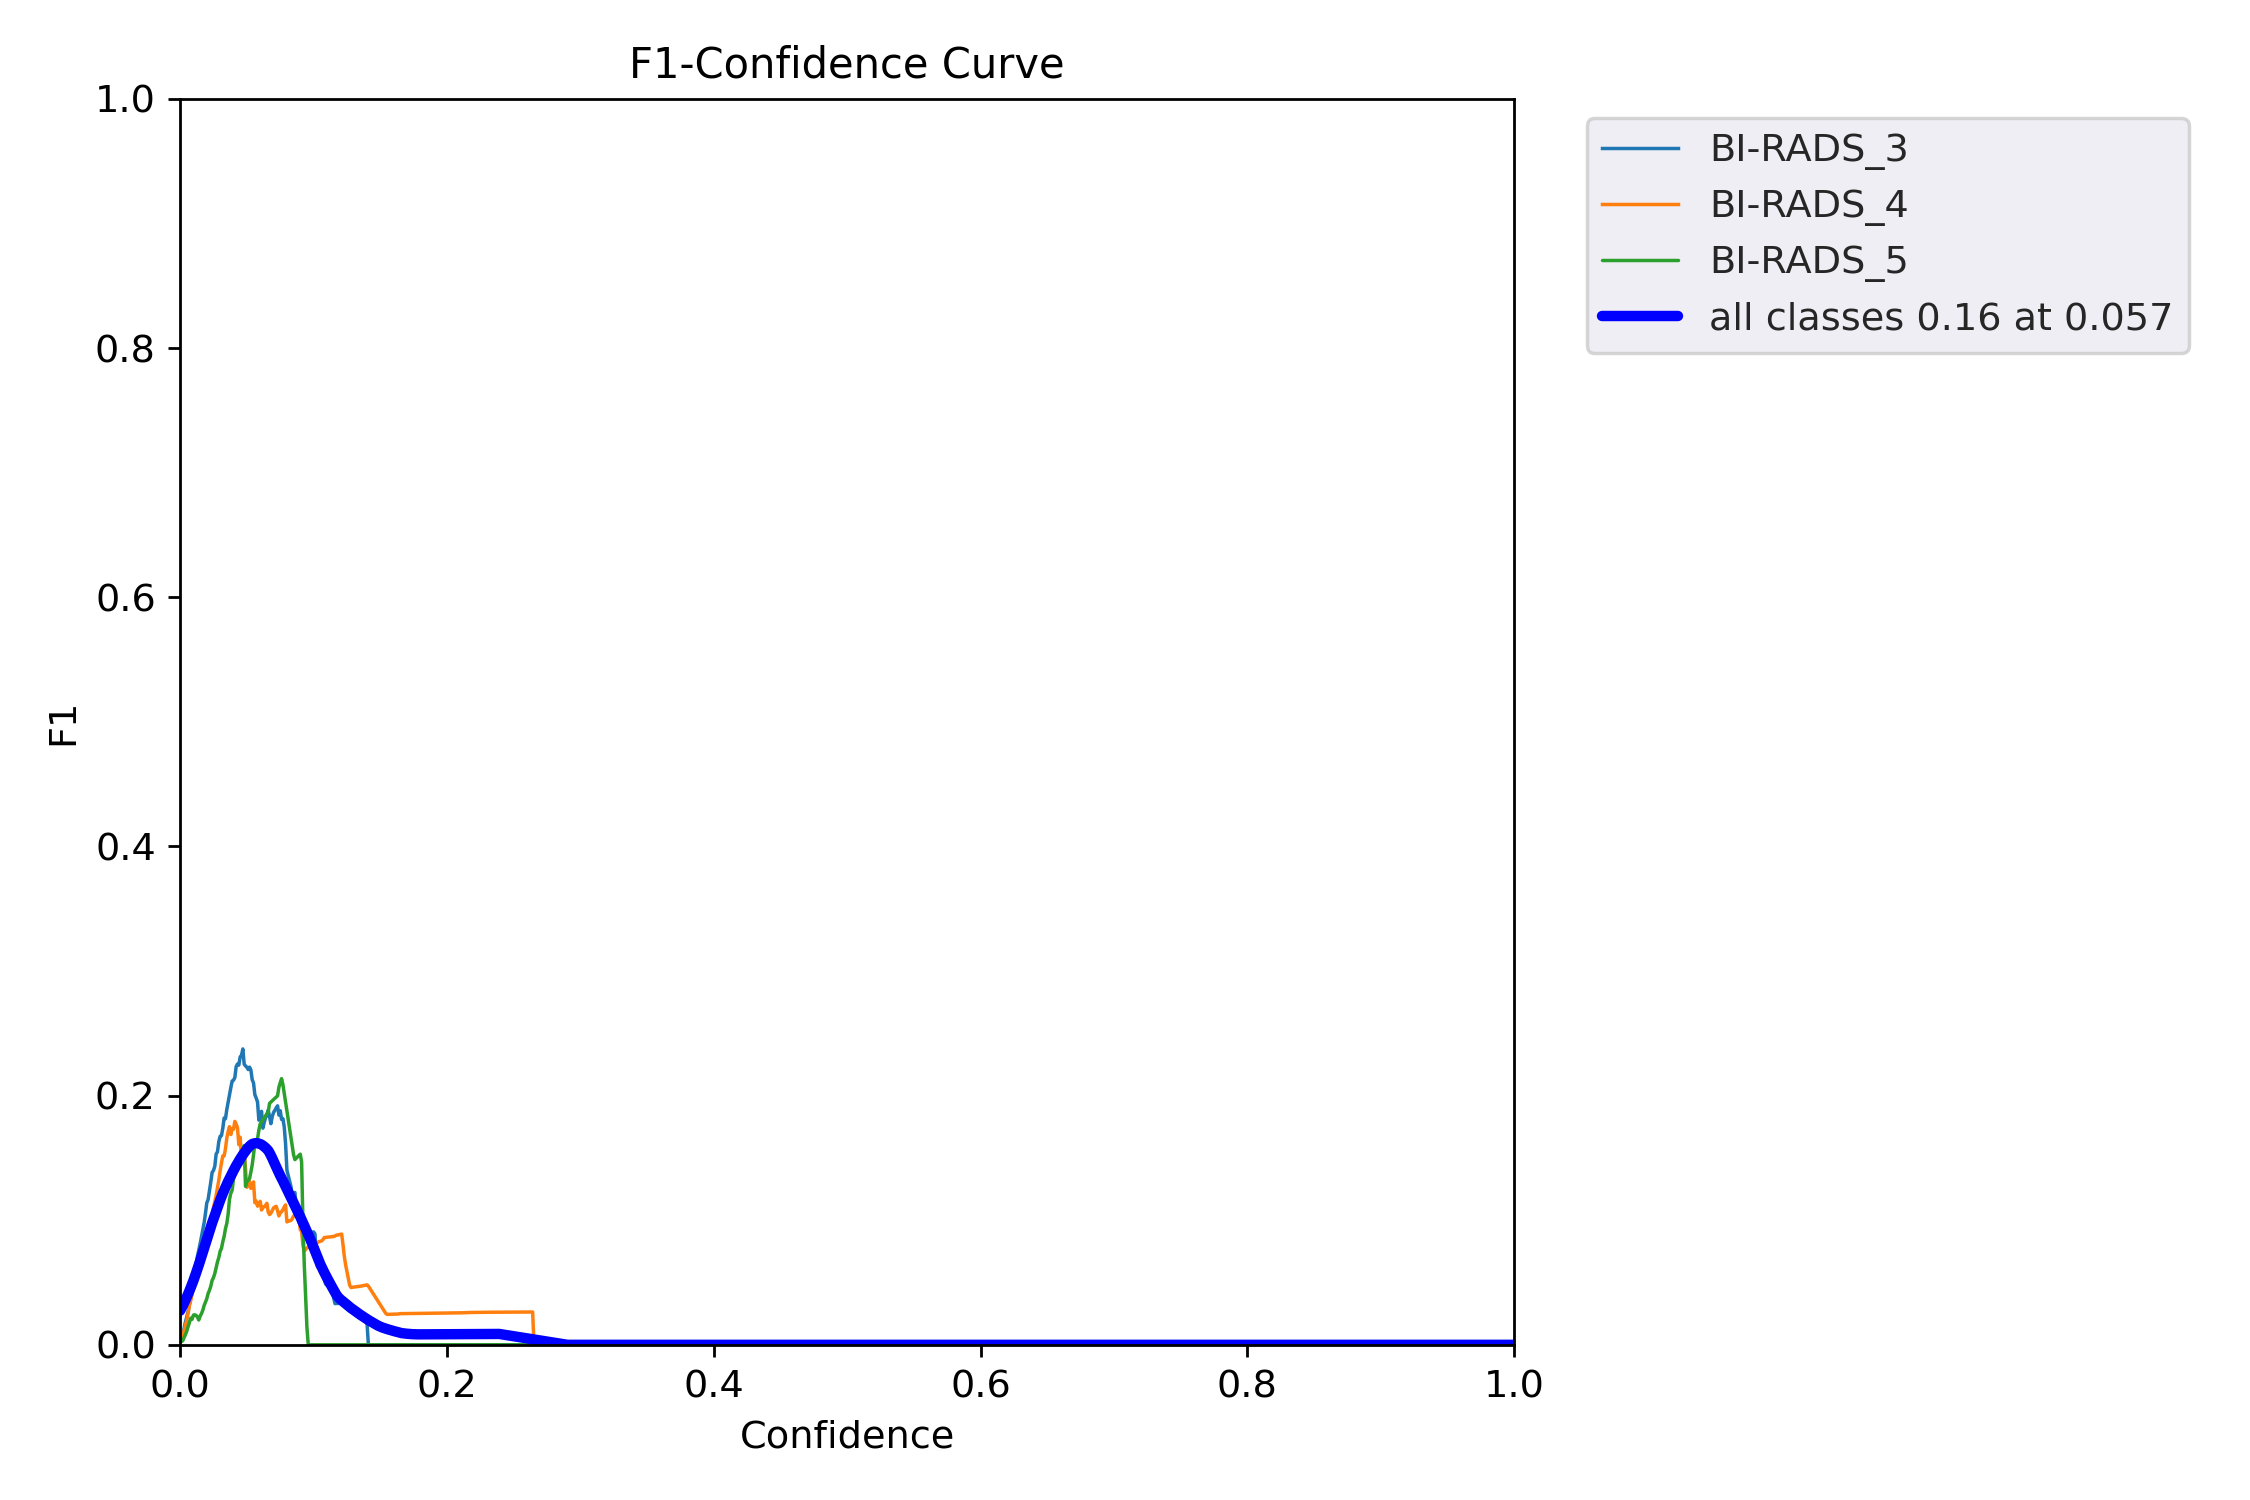 F1-Confidence Curve
1.0
0.8
0.6
0.4
0.2
0.0
F1
0.0 0.2 0.4 0.6 0.8 1.0
Confidence
BI-RADS_3
BI-RADS_4
BI-RADS_5
all classes 0.16 at 0.057